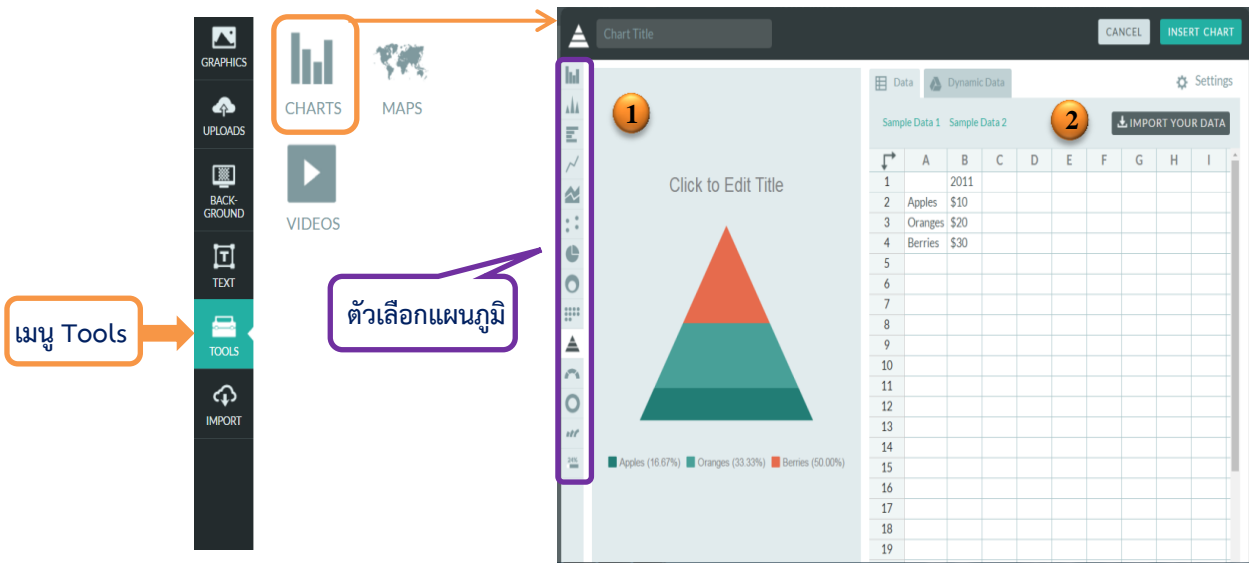 GRAPHICS
UPLOADS
BACK-
GROUND
TEXT
TOOLS
IMPORT
เมนู Tools
CHARTS
MAPS
VIDEOS
ตัวเลือกแผนภูมิ
Chart Title
CANCEL
INSERT CHART
1
Click to Edit Title
Apples (16.67%) Oranges (33.33%) Berries (50.00%)
24%
Data
Dynamic Data
Settings
Sample Data 1 Sample Data 2
2
IMPORT YOUR DATA
A B C D E F G H I
1 2011
2 Apples $10
3 Oranges $20
4 Berries $30
5
6
7
8
9
10
11
12
13
14
15
16
17
18
19